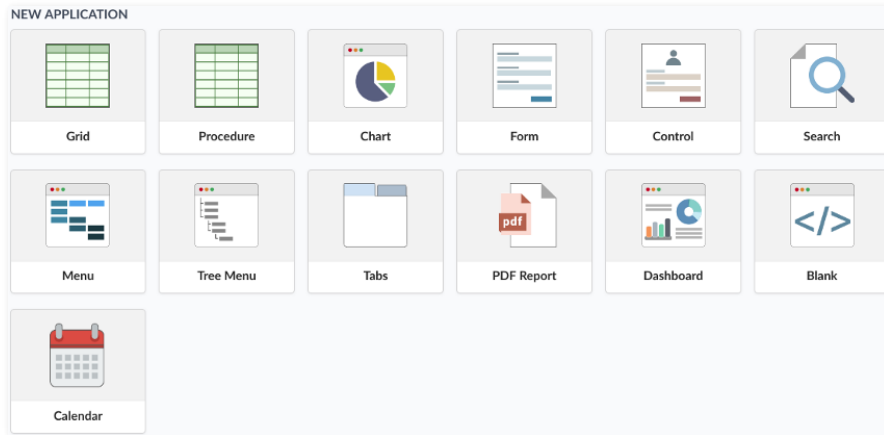 NEW APPLICATION
Grid Procedure Chart Form Control Search
Menu Tree Menu Tabs pdf PDF Report Dashboard </> Blank
Calendar